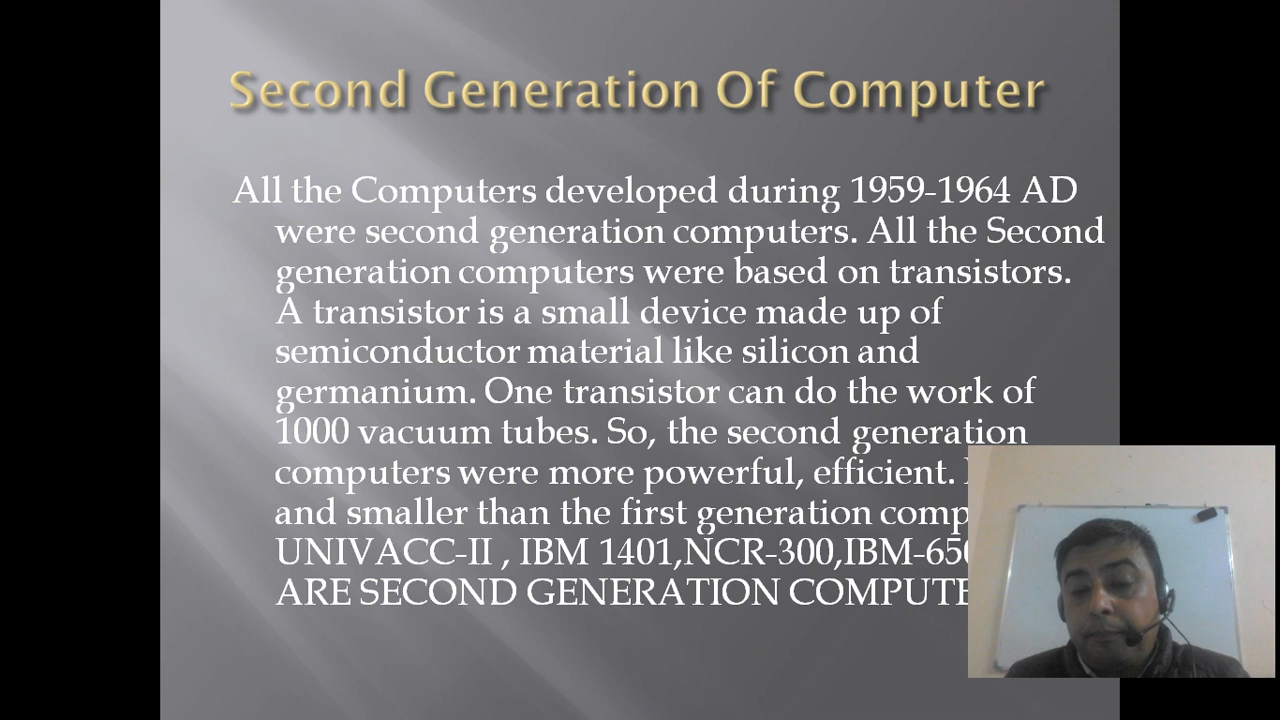 Second Generation Of Computer
All the Computers developed during 1959-1964 AD
were second generation computers. All the Second
generation computers were based on transistors.
A transistor is a small device made up of
semiconductor material like silicon and
germanium. One transistor can do the work of
1000 vacuum tubes. So, the second generation
computers were more powerful, efficient.
and smaller than the first generation
UNIVACC-II , IBM 1401,NCR-300,
ARE SECOND GENERATION